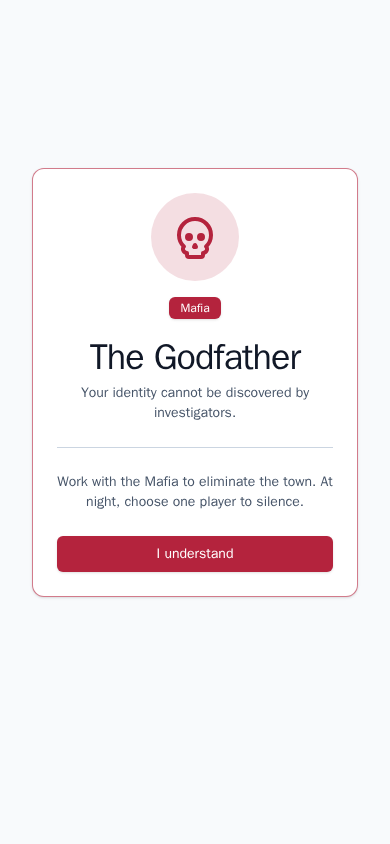 Mafia
The Godfather
Your identity cannot be discovered by
investigators.
Work with the Mafia to eliminate the town. At
night, choose one player to silence.
I understand